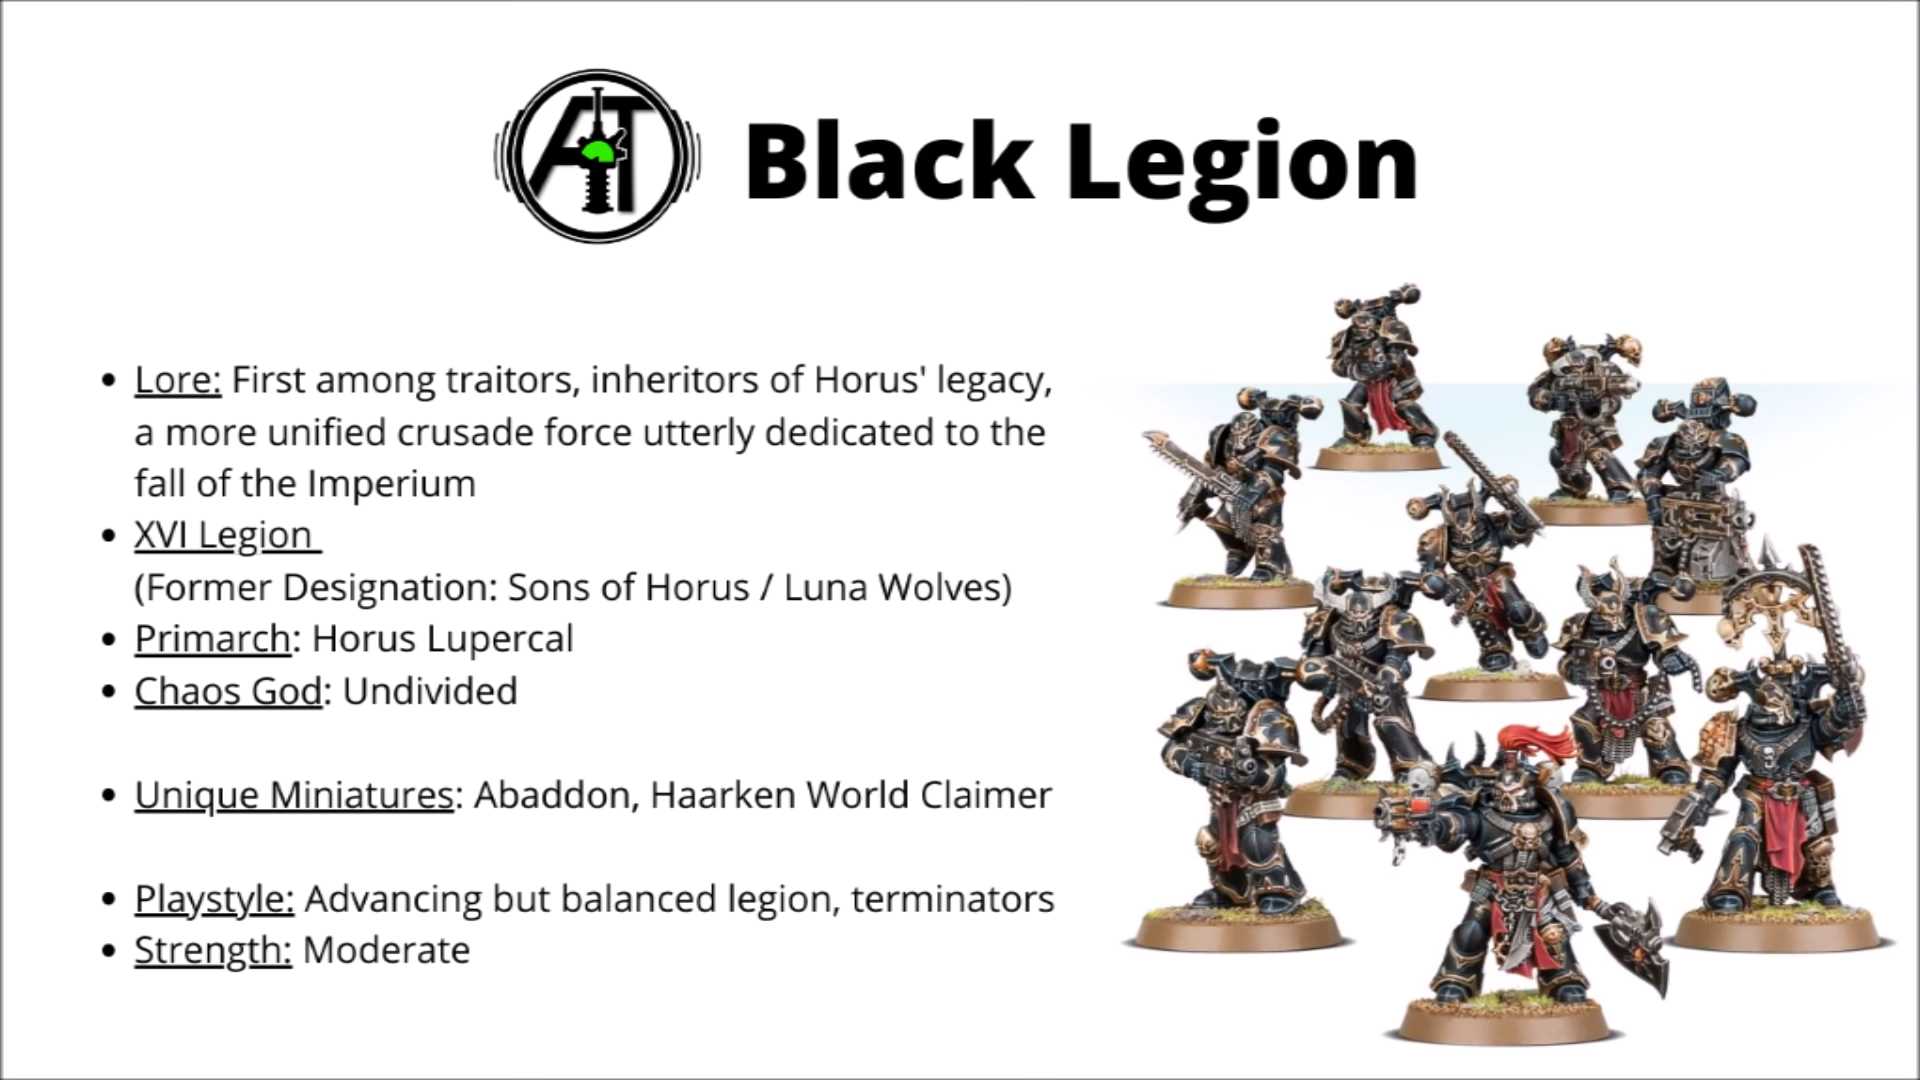 AT
Black Legion
Lore: First among traitors, inheritors of Horus' legacy,
a more unified crusade force utterly dedicated to the
fall of the Imperium
XVI Legion
(Former Designation: Sons of Horus / Luna Wolves)
Primarch: Horus Lupercal
Chaos God: Undivided
Unique Miniatures: Abaddon, Haarken World Claimer
Playstyle: Advancing but balanced legion, terminators
Strength: Moderate